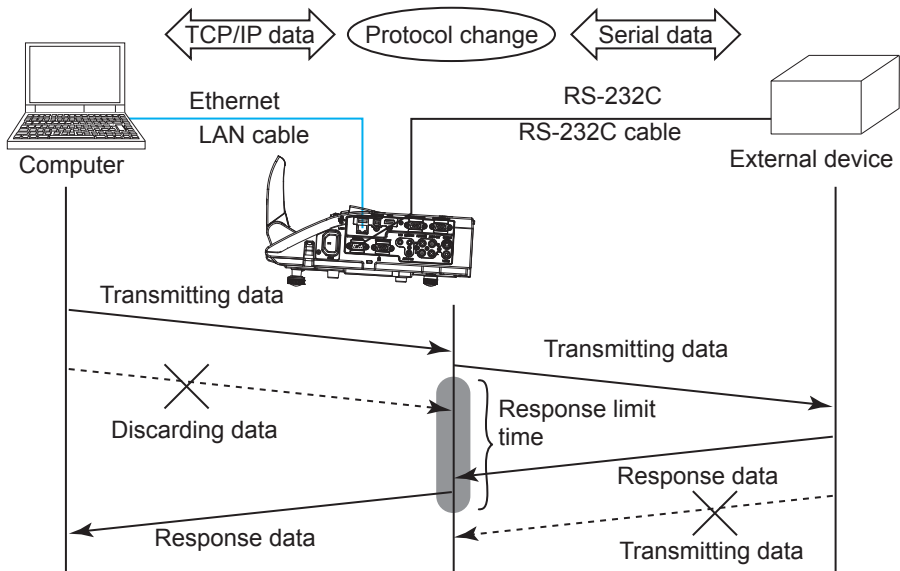 TCP/IP data
Protocol change
Serial data
Ethernet
LAN cable
RS-232C
RS-232C cable
Computer
External device
Transmitting data
Transmitting data
Discarding data
Response limit
time
Response data
Response data
Transmitting data